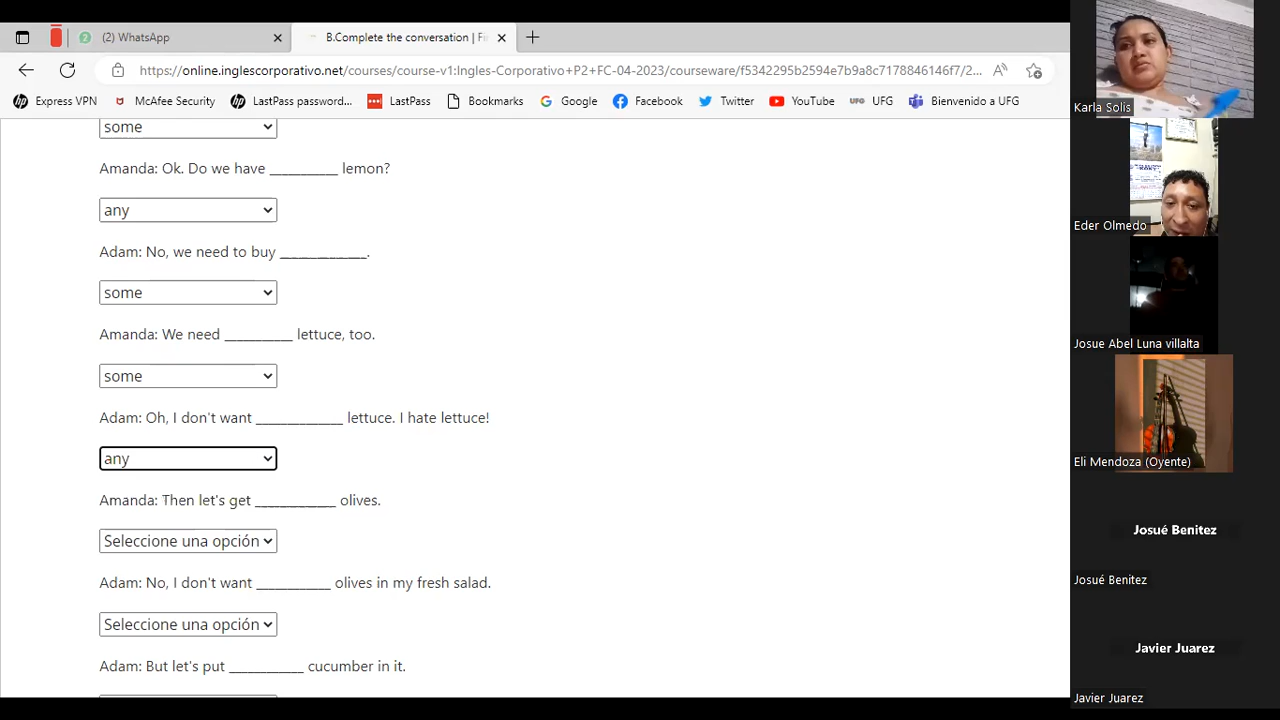 (2) WhatsApp
B.Complete the conversation | Fi
https://online.inglescorporativo.net/courses/course-v1:Ingles-Corporativo+P2+FC-04-2023/courseware/f5342295b2594e7b9a8c7178846146f7/2...
Express VPN
McAfee Security
LastPass password...
LastPass
Bookmarks
Google
Facebook
Twitter
YouTube
UFG
Bienvenido a UFG
some
Amanda: Ok. Do we have __________ lemon?
any
Adam: No, we need to buy _____________.
some
Amanda: We need __________ lettuce, too.
some
Adam: Oh, I don't want _____________ lettuce. I hate lettuce!
any
Amanda: Then let's get ____________ olives.
Seleccione una opción
Adam: No, I don't want ___________ olives in my fresh salad.
Seleccione una opción
Adam: But let's put ___________ cucumber in it.
Karla Solis
Eder Olmedo
Josue Abel Luna villalta
Eli Mendoza (Oyente)
Josué Benitez
Josué Benitez
Javier Juarez
Javier Juarez